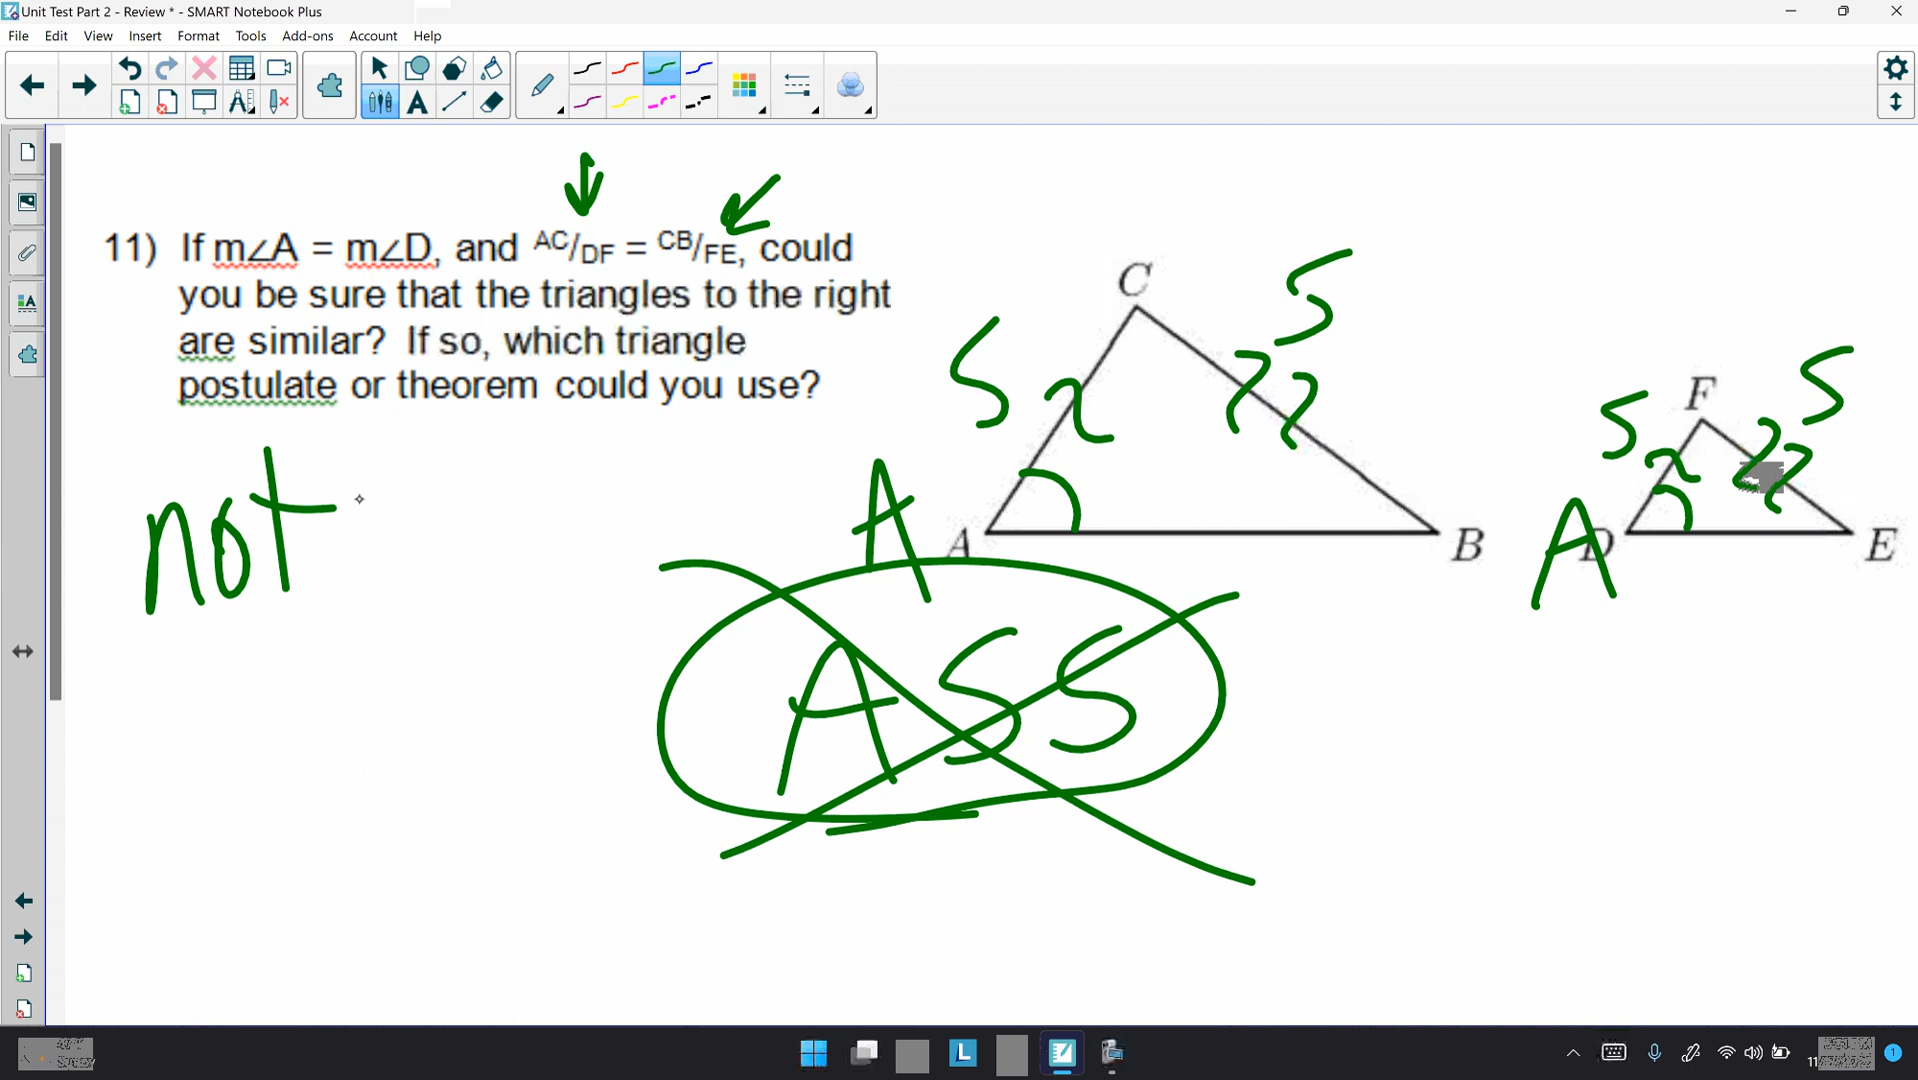 Unit Test Part 2 - Review * - SMART Notebook Plus
File Edit View Insert Format Tools Add-ons Account Help
11) If m∠A = m∠D, and AC/DF = CB/FE, could
you be sure that the triangles to the right
are similar? If so, which triangle
postulate or theorem could you use?
C
S
S
A
A
B
F
S
S
A
D
E
not
ASS
L
11
1